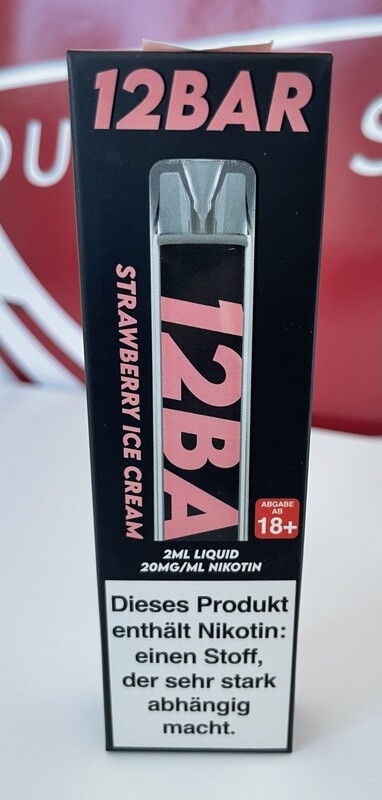 12BAR
STRAWBERRY ICE CREAM
12BA
ABGABE
AB
18+
2ML LIQUID
20MG/ML NIKOTIN
Dieses Produkt
enthält Nikotin:
einen Stoff,
der sehr stark
abhängig
macht.